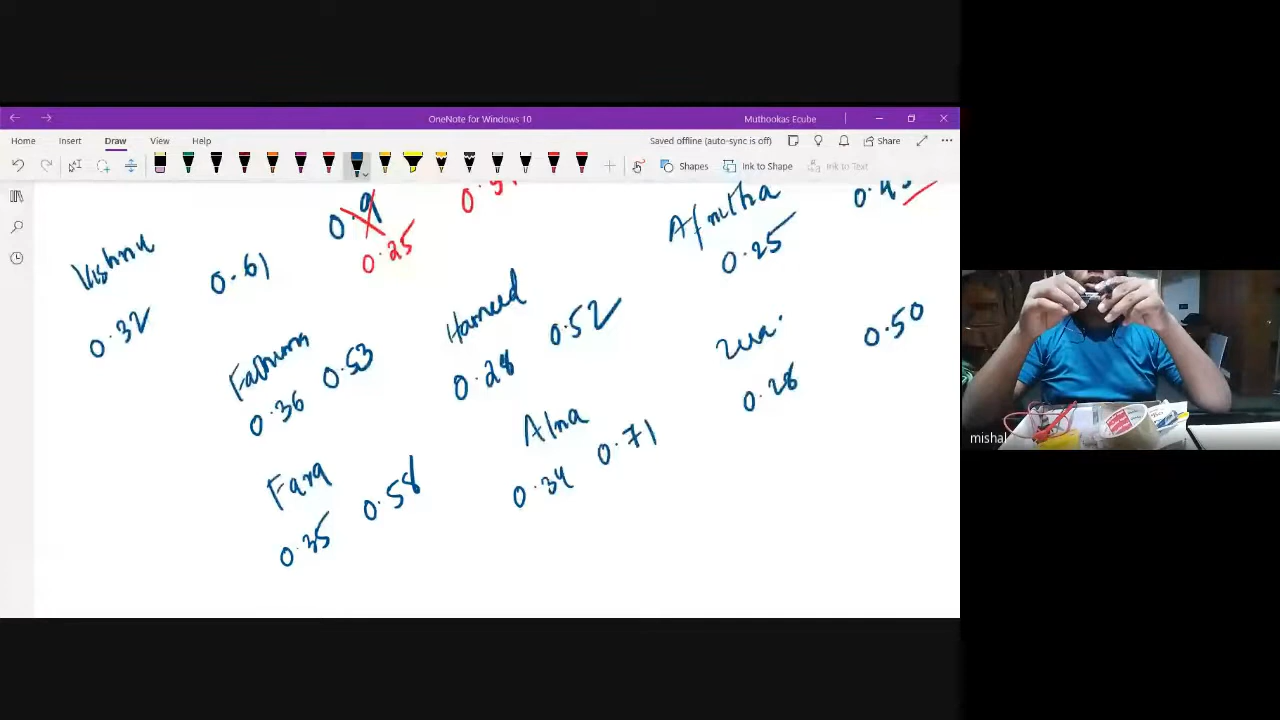 OneNote for Windows 10
Muthookas Ecube
Home Insert Draw View Help
Saved offline (auto-sync is off)
Share
Shapes
Ink to Shape
Ink to Text
0.9
0.25
Vishnu
0.61
0.32
0.25
Hameed
0.52
0.28
0.53
0.36
0.50
0.28
Alna
0.71
0.34
Farq
0.58
0.35
mishal